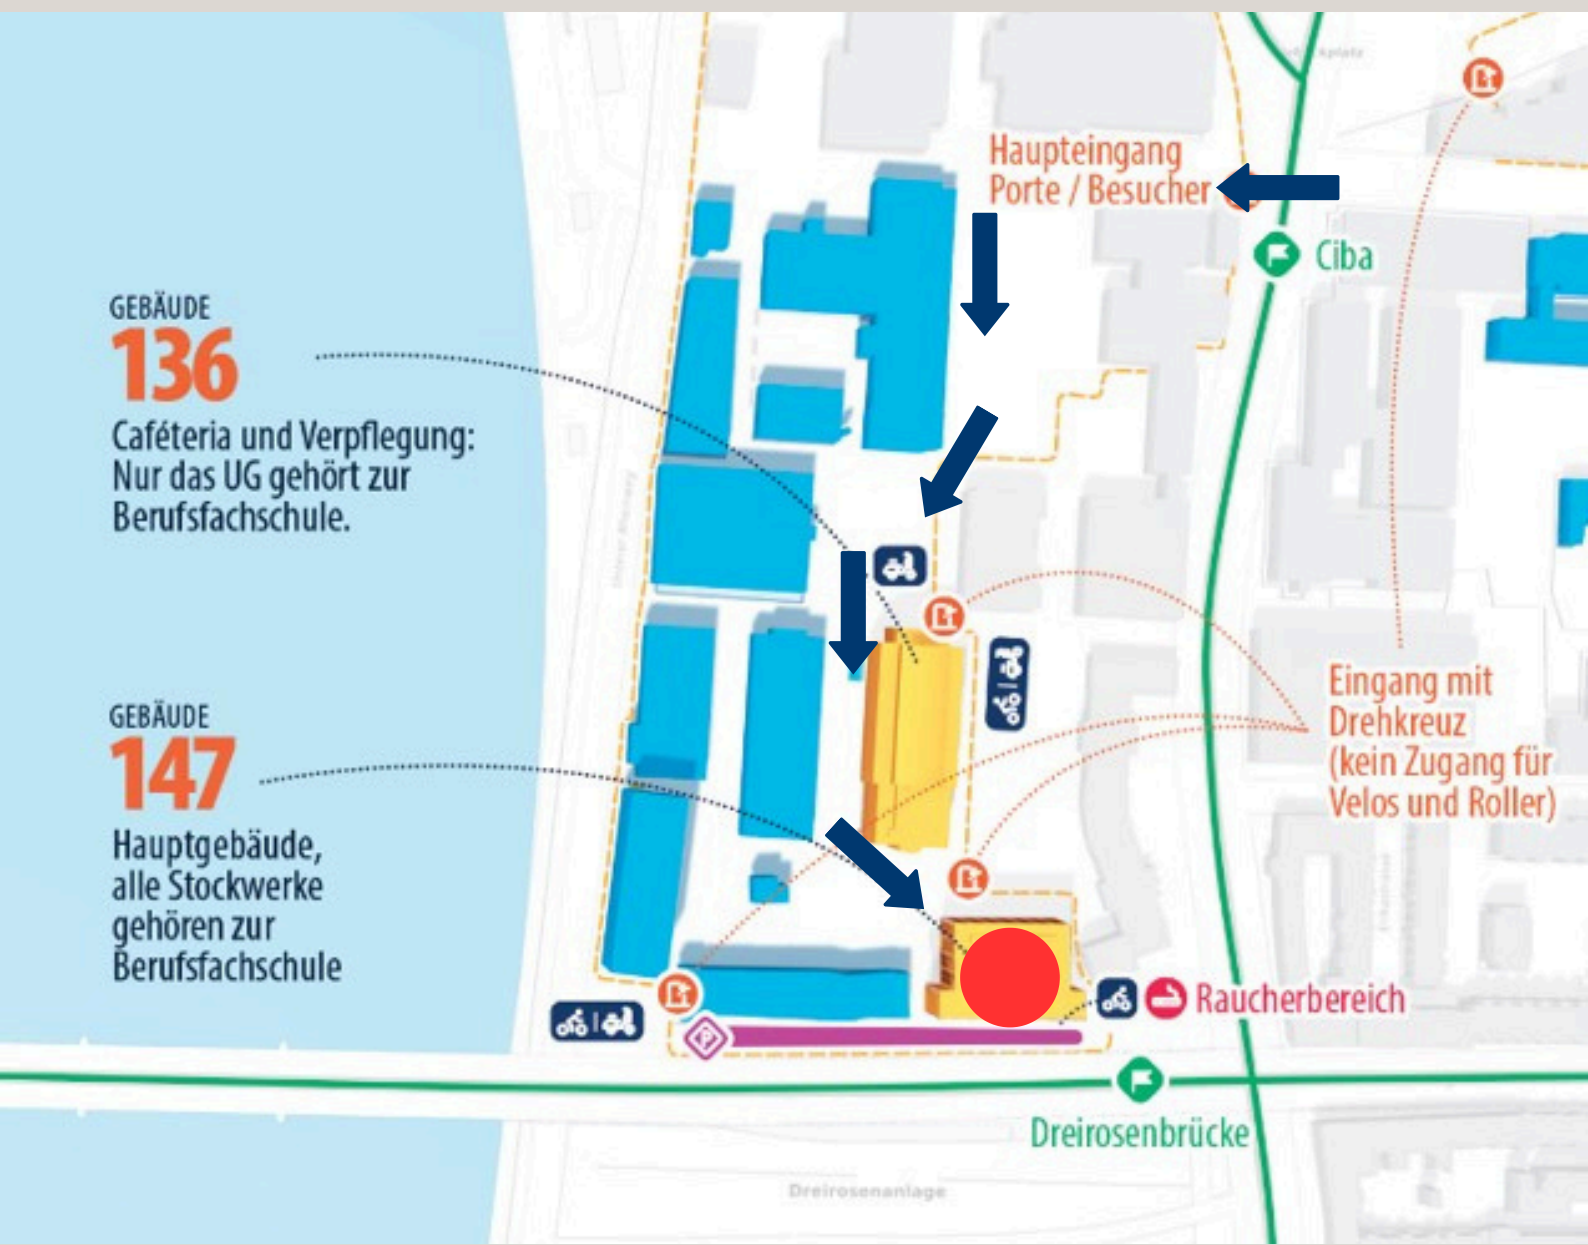 Haupteingang
Porte / Besucher
Ciba
GEBÄUDE
136
Caféteria und Verpflegung:
Nur das UG gehört zur
Berufsfachschule.
GEBÄUDE
147
Hauptgebäude,
alle Stockwerke
gehören zur
Berufsfachschule
Eingang mit
Drehkreuz
(kein Zugang für
Velos und Roller)
Raucherbereich
P
Dreirosenbrücke
Dreirosenanlage